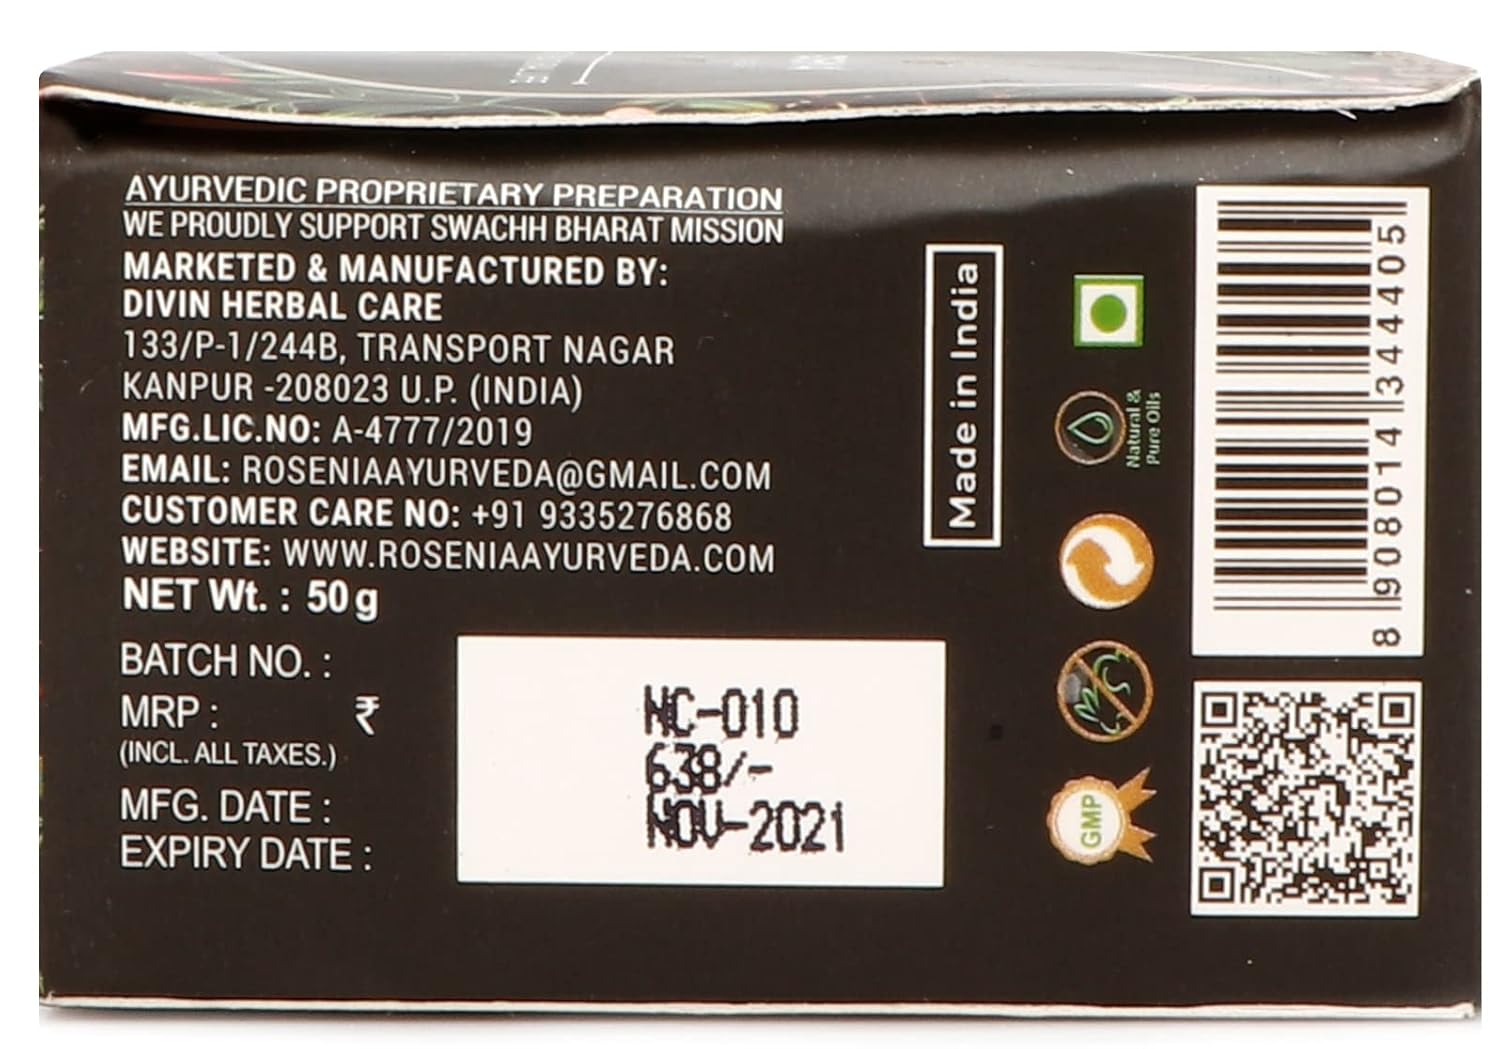 AYURVEDIC PROPRIETARY PREPARATION
WE PROUDLY SUPPORT SWACHH BHARAT MISSION
MARKETED & MANUFACTURED BY:
DIVIN HERBAL CARE
133/P-1/244B, TRANSPORT NAGAR
KANPUR -208023 U.P. (INDIA)
MFG.LIC.NO: A-4777/2019
EMAIL: ROSENIAAYURVEDA@GMAIL.COM
CUSTOMER CARE NO: +91 9335276868
WEBSITE: WWW.ROSENIAAYURVEDA.COM
NET Wt. : 50 g
BATCH NO. :
MRP : ₹
(INCL. ALL TAXES.)
MFG. DATE :
EXPIRY DATE :
NC-010
638/-
NOV-2021
Made in India
Natural &
Pure Oils
GMP
8 908014 344405